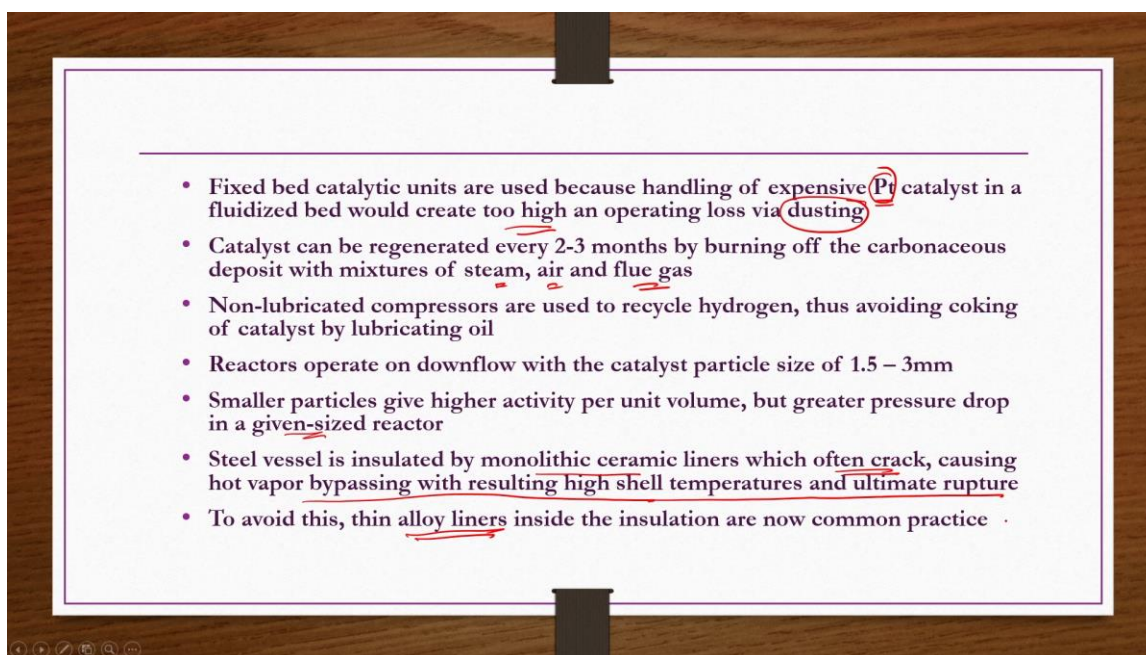 • Fixed bed catalytic units are used because handling of expensive Pt catalyst in a
fluidized bed would create too high an operating loss via dusting
• Catalyst can be regenerated every 2-3 months by burning off the carbonaceous
deposit with mixtures of steam, air and flue gas
• Non-lubricated compressors are used to recycle hydrogen, thus avoiding coking
of catalyst by lubricating oil
• Reactors operate on downflow with the catalyst particle size of 1.5 – 3mm
• Smaller particles give higher activity per unit volume, but greater pressure drop
in a given-sized reactor
• Steel vessel is insulated by monolithic ceramic liners which often crack, causing
hot vapor bypassing with resulting high shell temperatures and ultimate rupture
• To avoid this, thin alloy liners inside the insulation are now common practice